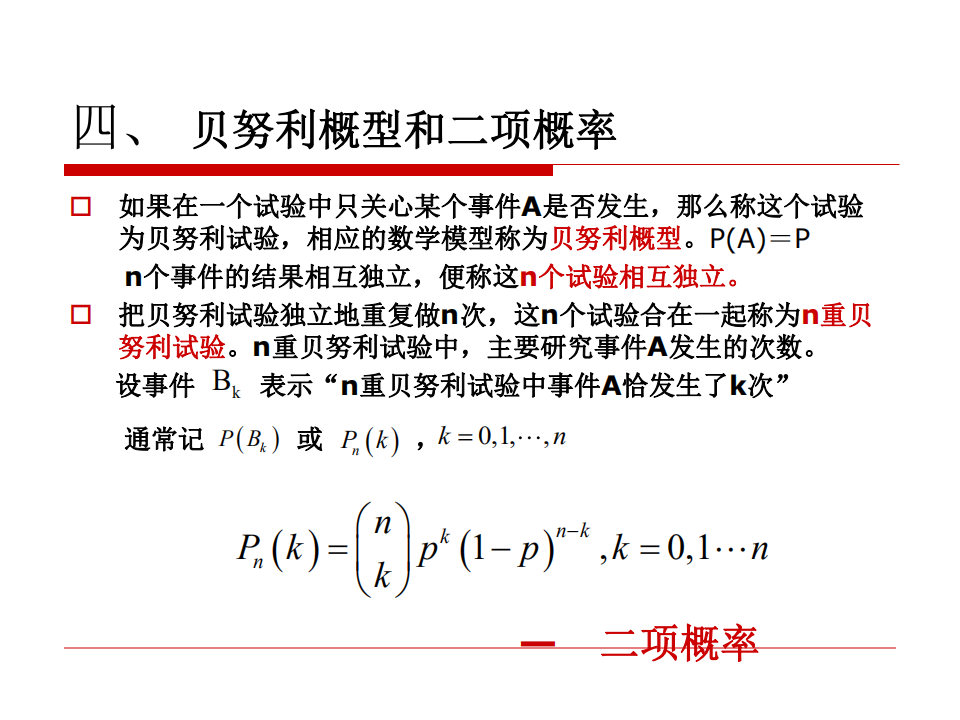 四、 贝努利概型和二项概率
如果在一个试验中只关心某个事件A是否发生，那么称这个试验
为贝努利试验，相应的数学模型称为贝努利概型。P(A)＝P
n个事件的结果相互独立，便称这n个试验相互独立。
把贝努利试验独立地重复做n次，这n个试验合在一起称为n重贝
努利试验。n重贝努利试验中，主要研究事件A发生的次数。
设事件 Bₖ 表示“n重贝努利试验中事件A恰发生了k次”
通常记 P(Bₖ) 或 Pₙ(k) ，k = 0,1,⋯,n
Pₙ(k) = \binom{n}{k} p^k (1 − p)^{n−k} , k = 0,1⋯n
— 二项概率